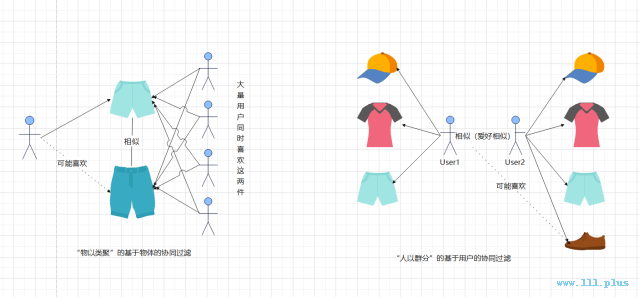 大量用户同时喜欢这两件
相似
可能喜欢
“物以类聚”的基于物体的协同过滤
相似（爱好相似）
User1
User2
可能喜欢
“人以群分”的基于用户的协同过滤
www.lll.plus